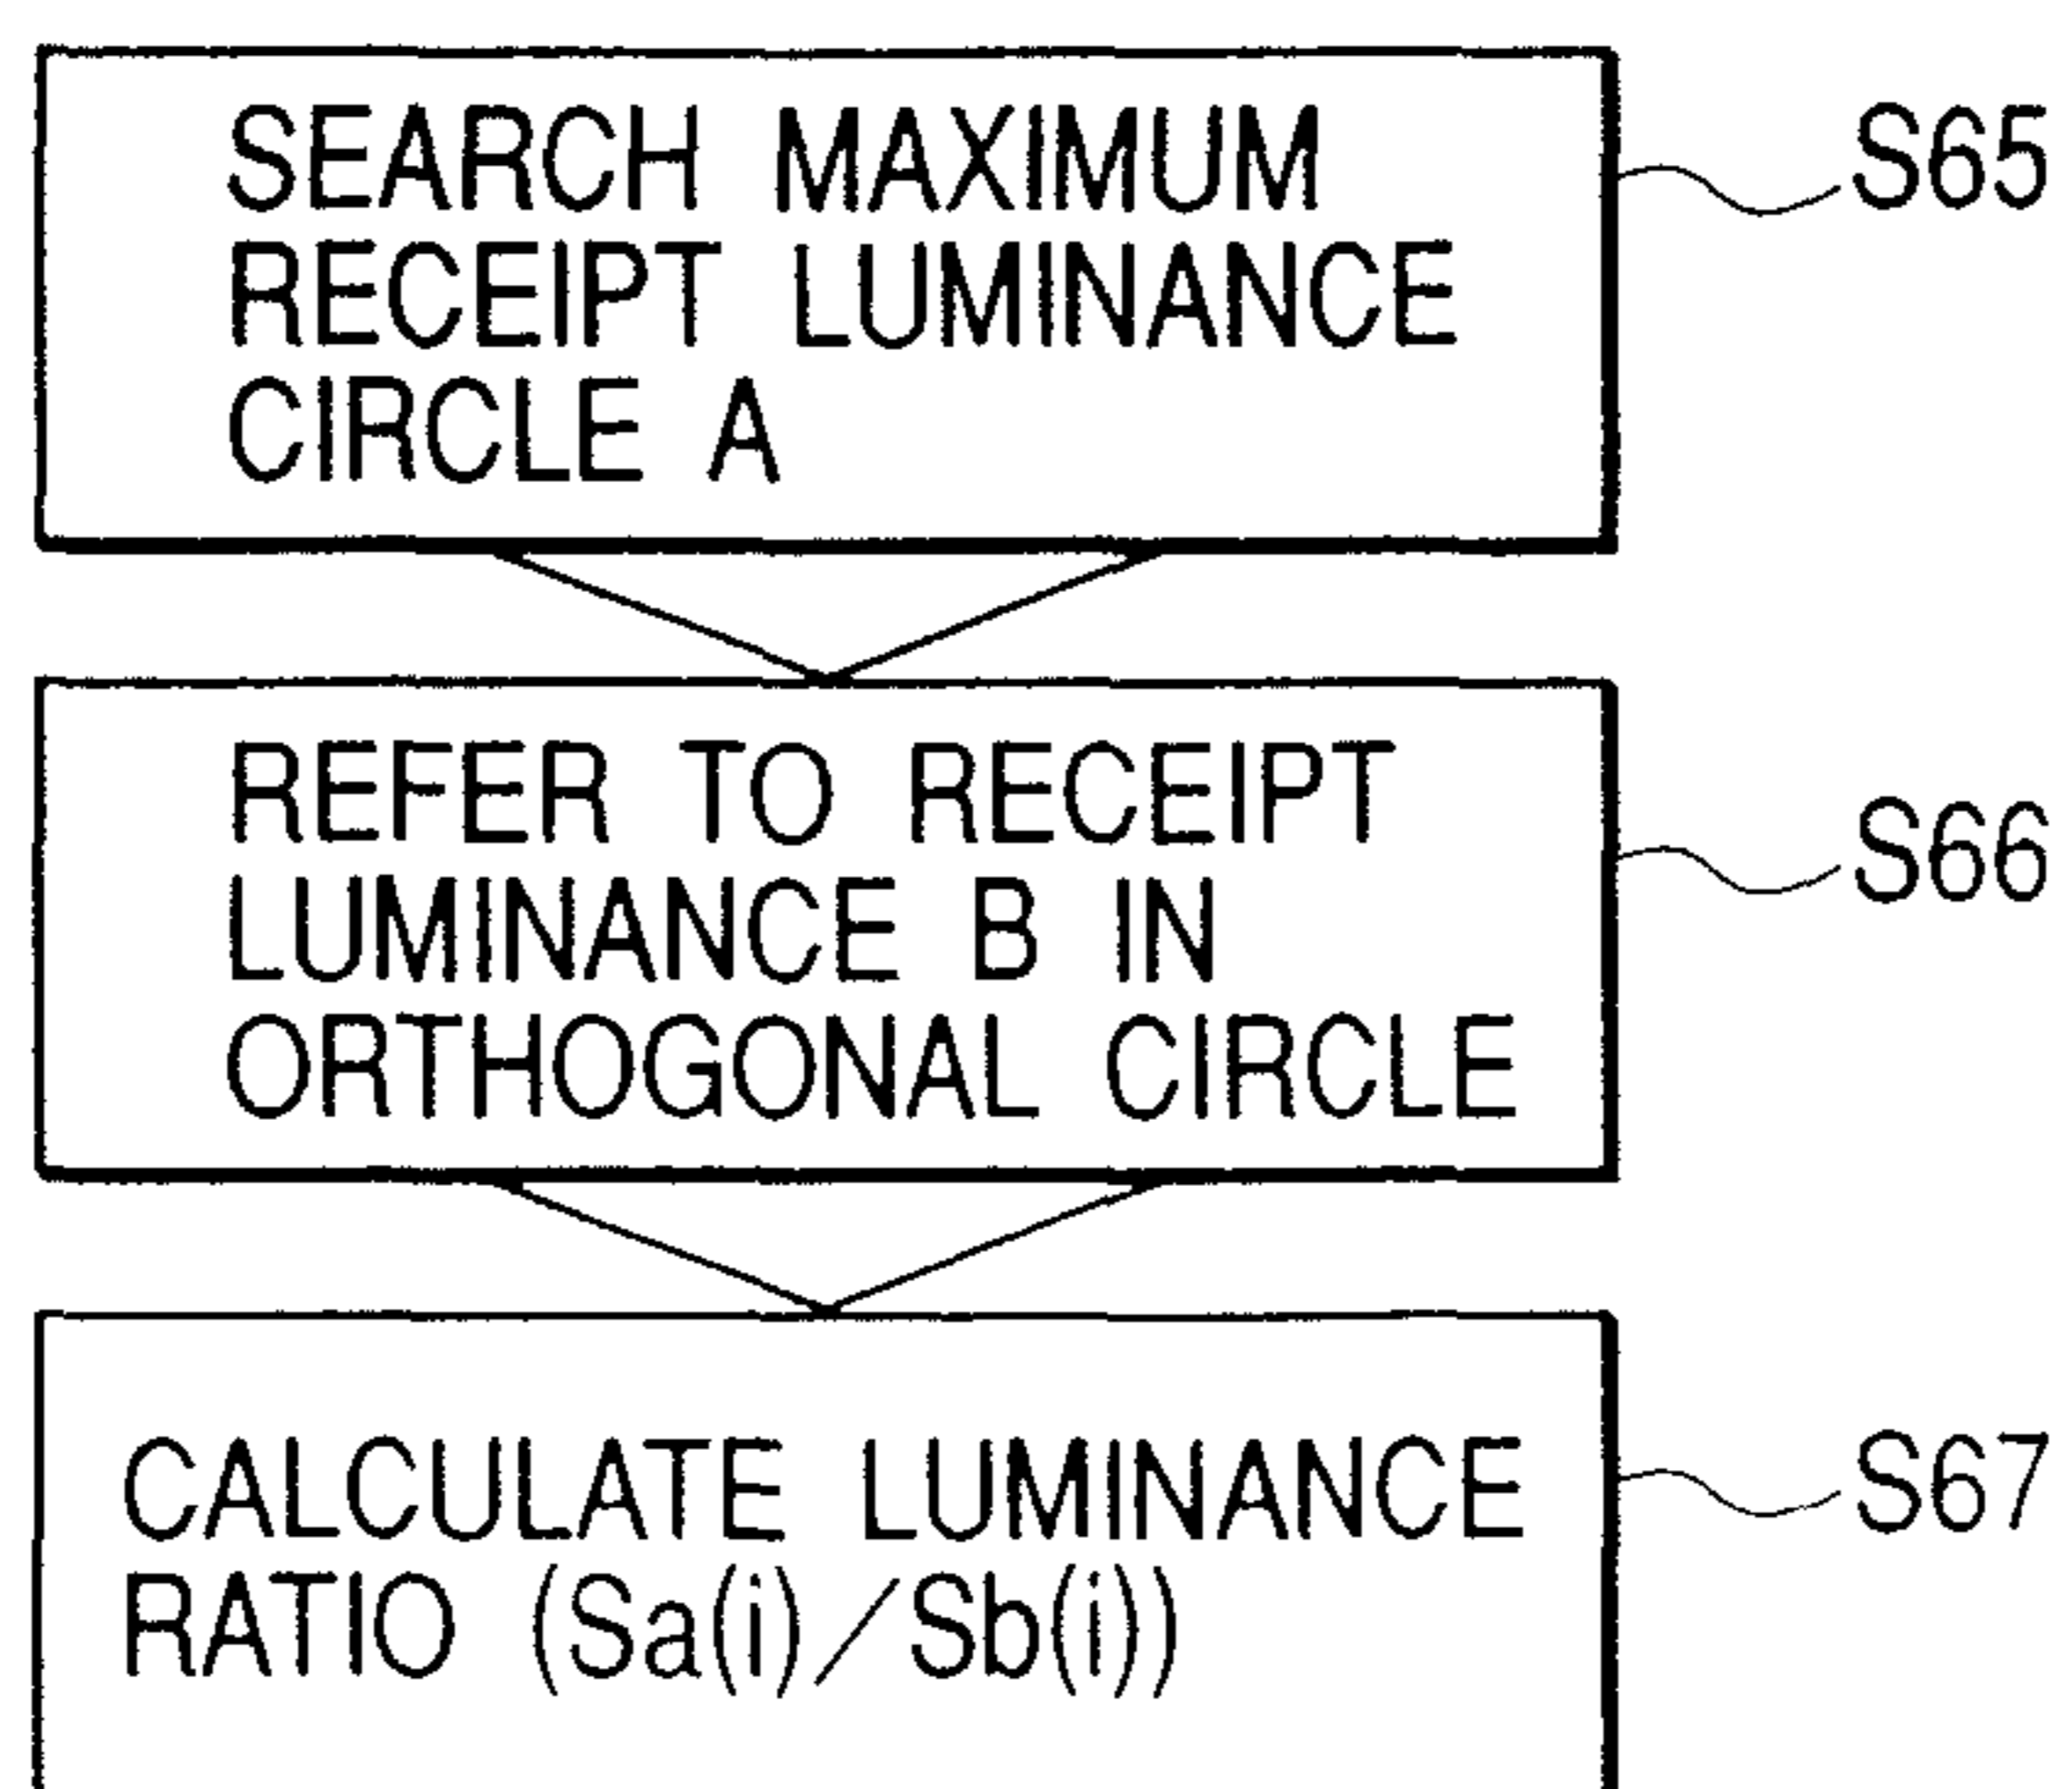 SEARCH MAXIMUM
RECEIPT LUMINANCE
CIRCLE A
S65
REFER TO RECEIPT
LUMINANCE B IN
ORTHOGONAL CIRCLE
S66
CALCULATE LUMINANCE
RATIO (Sa(i)/Sb(i))
S67